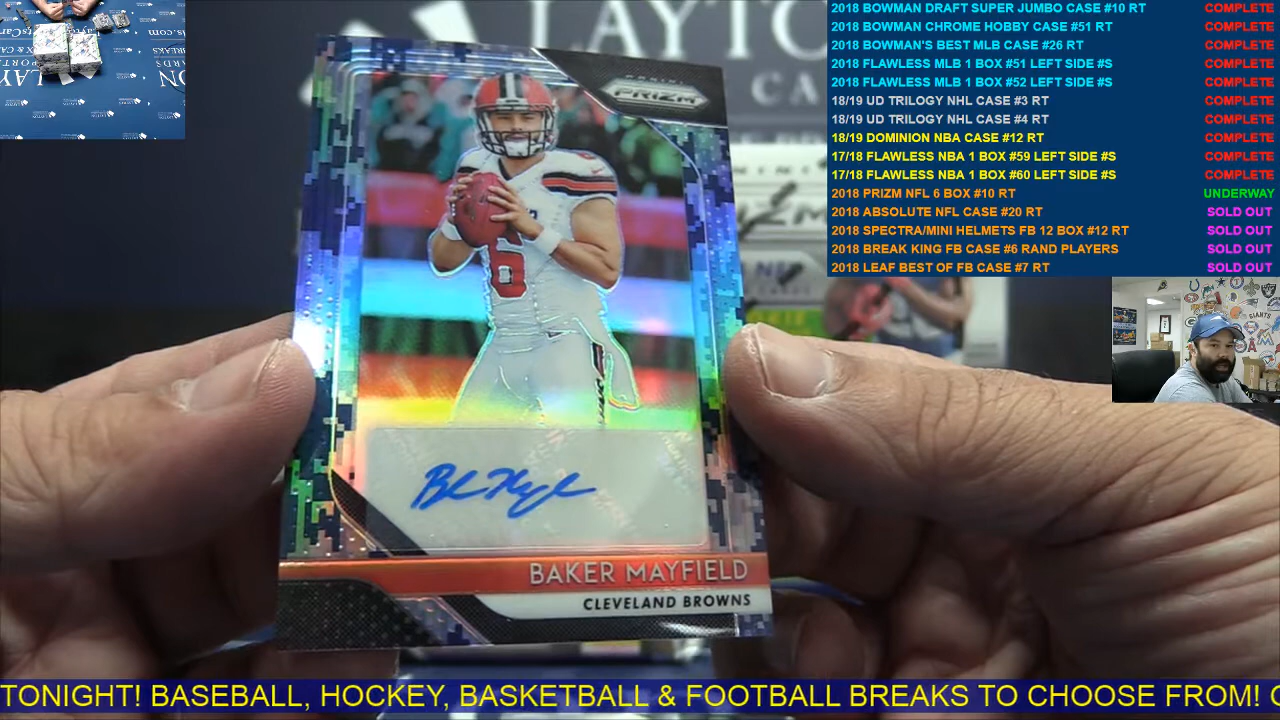 2018 BOWMAN DRAFT SUPER JUMBO CASE #10 RT COMPLETE
2018 BOWMAN CHROME HOBBY CASE #51 RT COMPLETE
2018 BOWMAN'S BEST MLB CASE #26 RT COMPLETE
2018 FLAWLESS MLB 1 BOX #51 LEFT SIDE #S COMPLETE
2018 FLAWLESS MLB 1 BOX #52 LEFT SIDE #S COMPLETE
18/19 UD TRILOGY NHL CASE #3 RT COMPLETE
18/19 UD TRILOGY NHL CASE #4 RT COMPLETE
18/19 DOMINION NBA CASE #12 RT COMPLETE
17/18 FLAWLESS NBA 1 BOX #59 LEFT SIDE #S COMPLETE
17/18 FLAWLESS NBA 1 BOX #60 LEFT SIDE #S COMPLETE
2018 PRIZM NFL 6 BOX #10 RT UNDERWAY
2018 ABSOLUTE NFL CASE #20 RT SOLD OUT
2018 SPECTRA/MINI HELMETS FB 12 BOX #12 RT SOLD OUT
2018 BREAK KING FB CASE #6 RAND PLAYERS SOLD OUT
2018 LEAF BEST OF FB CASE #7 RT SOLD OUT
PRIZM
6
BAKER MAYFIELD
CLEVELAND BROWNS
TONIGHT! BASEBALL, HOCKEY, BASKETBALL & FOOTBALL BREAKS TO CHOOSE FROM!